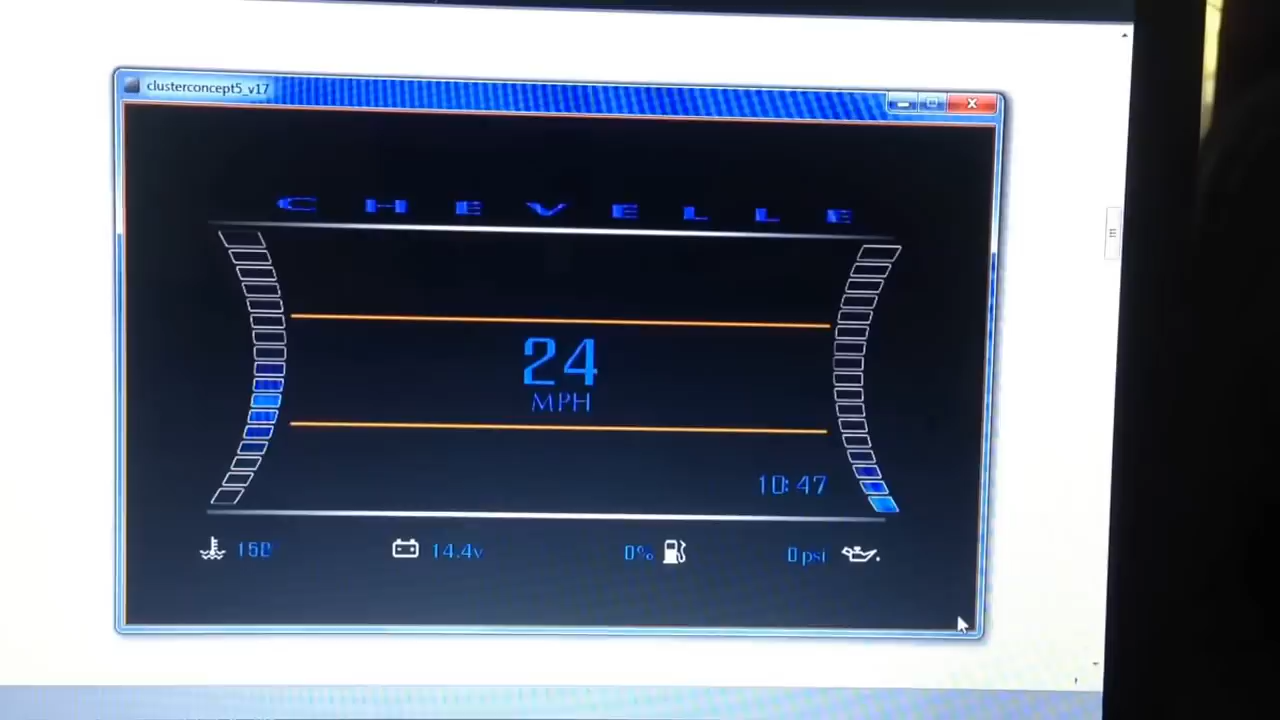 clusterconcept5_v17
CHEVELLE
24
MPH
10:47
150 14.4v 0% 0 psi